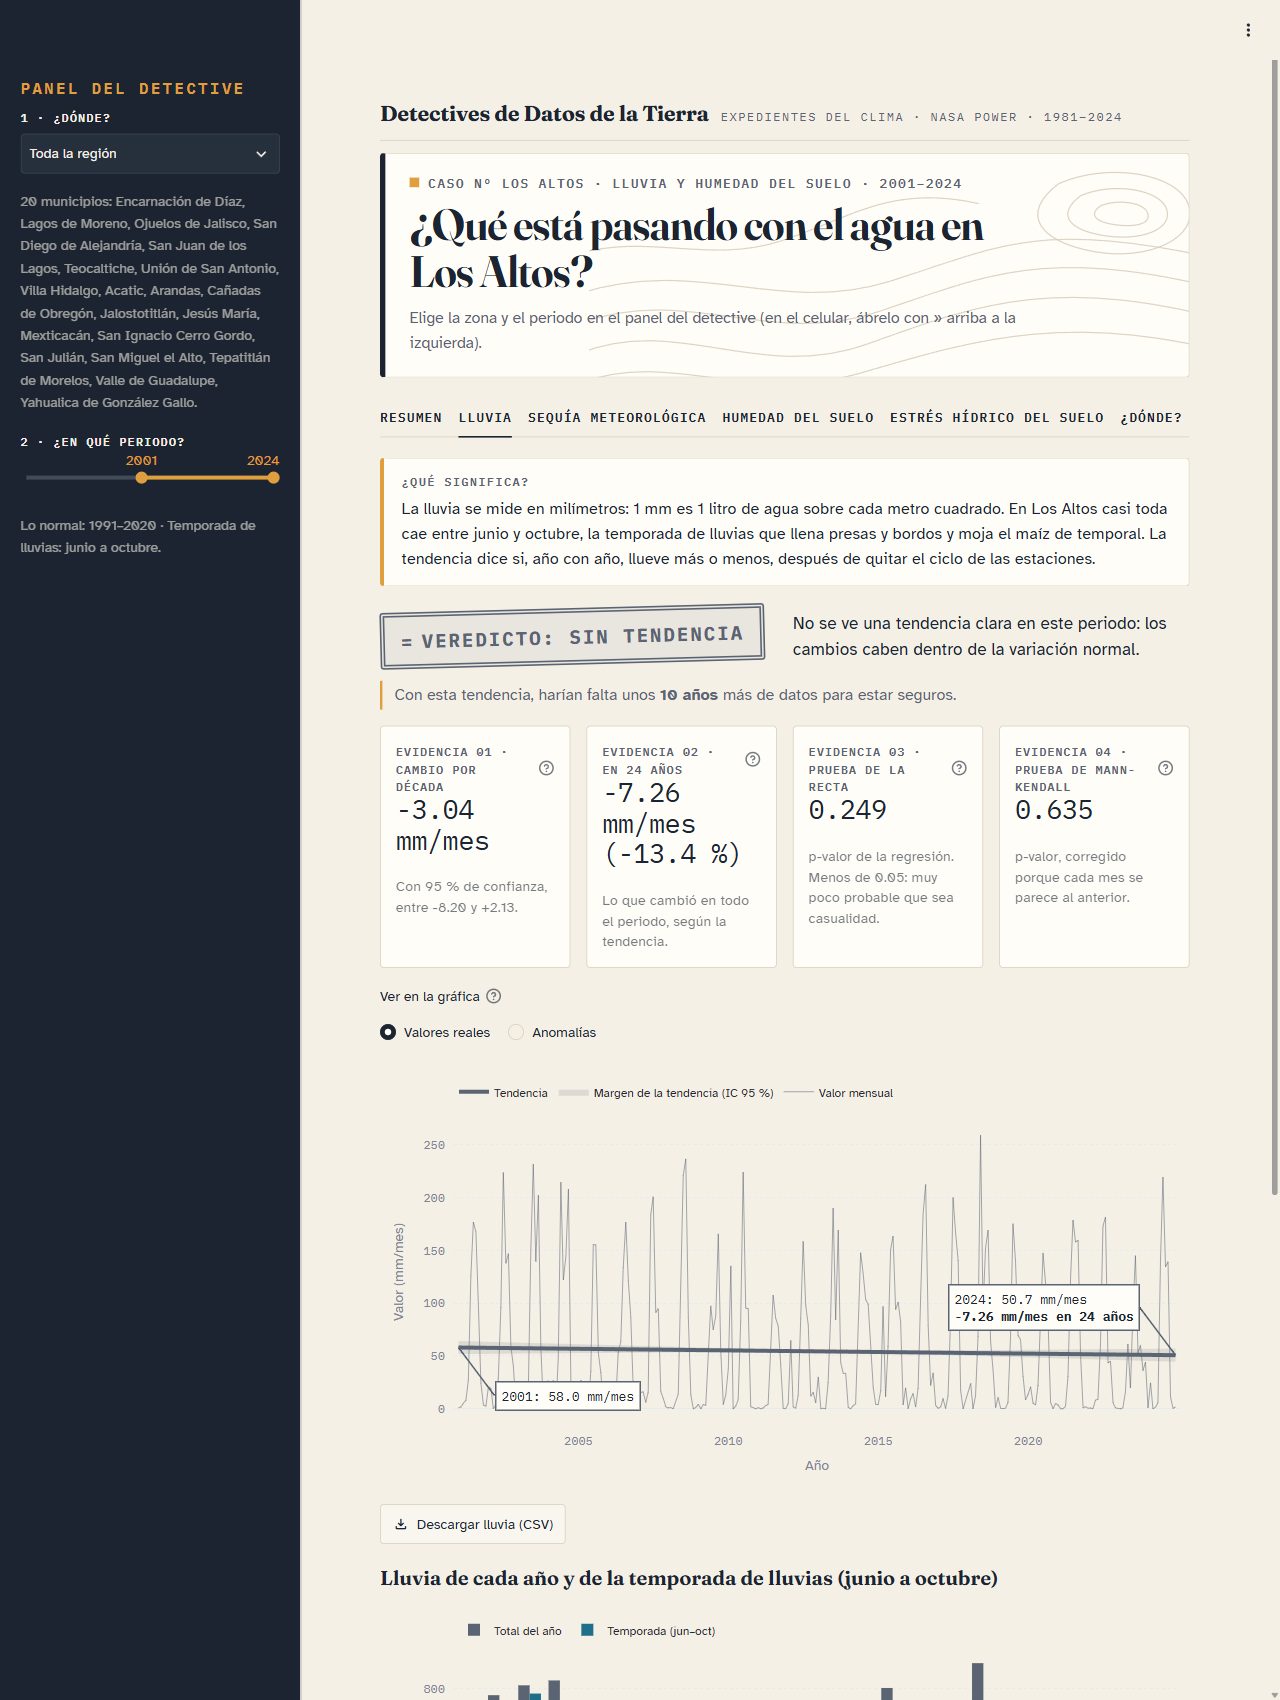 PANEL DEL DETECTIVE
1 · ¿DÓNDE?
Toda la región
20 municipios: Encarnación de Díaz,
Lagos de Moreno, Ojuelos de Jalisco, San
Diego de Alejandría, San Juan de los
Lagos, Teocaltiche, Unión de San Antonio,
Villa Hidalgo, Acatic, Arandas, Cañadas
de Obregón, Jalostotitlán, Jesús María,
Mexticacán, San Ignacio Cerro Gordo,
San Julián, San Miguel el Alto, Tepatitlán
de Morelos, Valle de Guadalupe,
Yahualica de González Gallo.
2 · ¿EN QUÉ PERIODO?
2001 2024
Lo normal: 1991–2020 · Temporada de
lluvias: junio a octubre.
Detectives de Datos de la Tierra EXPEDIENTES DEL CLIMA · NASA POWER · 1981–2024
CASO Nº LOS ALTOS · LLUVIA Y HUMEDAD DEL SUELO · 2001–2024
¿Qué está pasando con el agua en
Los Altos?
Elige la zona y el periodo en el panel del detective (en el celular, ábrelo con » arriba a la
izquierda).
RESUMEN LLUVIA SEQUÍA METEOROLÓGICA HUMEDAD DEL SUELO ESTRÉS HÍDRICO DEL SUELO ¿DÓNDE?
¿QUÉ SIGNIFICA?
La lluvia se mide en milímetros: 1 mm es 1 litro de agua sobre cada metro cuadrado. En Los Altos casi toda
cae entre junio y octubre, la temporada de lluvias que llena presas y bordos y moja el maíz de temporal. La
tendencia dice si, año con año, llueve más o menos, después de quitar el ciclo de las estaciones.
= VEREDICTO: SIN TENDENCIA
No se ve una tendencia clara en este periodo: los
cambios caben dentro de la variación normal.
Con esta tendencia, harían falta unos 10 años más de datos para estar seguros.
EVIDENCIA 01 ·
CAMBIO POR
DÉCADA
-3.04
mm/mes
Con 95 % de confianza,
entre -8.20 y +2.13.
EVIDENCIA 02 ·
EN 24 AÑOS
-7.26
mm/mes
(-13.4 %)
Lo que cambió en todo
el periodo, según la
tendencia.
EVIDENCIA 03 ·
PRUEBA DE LA
RECTA
0.249
p-valor de la regresión.
Menos de 0.05: muy
poco probable que sea
casualidad.
EVIDENCIA 04 ·
PRUEBA DE MANN-
KENDALL
0.635
p-valor, corregido
porque cada mes se
parece al anterior.
Ver en la gráfica
Valores reales Anomalías
Tendencia Margen de la tendencia (IC 95 %) Valor mensual
250
200
150
100
50
0
Valor (mm/mes)
2024: 50.7 mm/mes
-7.26 mm/mes en 24 años
2001: 58.0 mm/mes
2005 2010 2015 2020
Año
Descargar lluvia (CSV)
Lluvia de cada año y de la temporada de lluvias (junio a octubre)
Total del año Temporada (jun–oct)
800